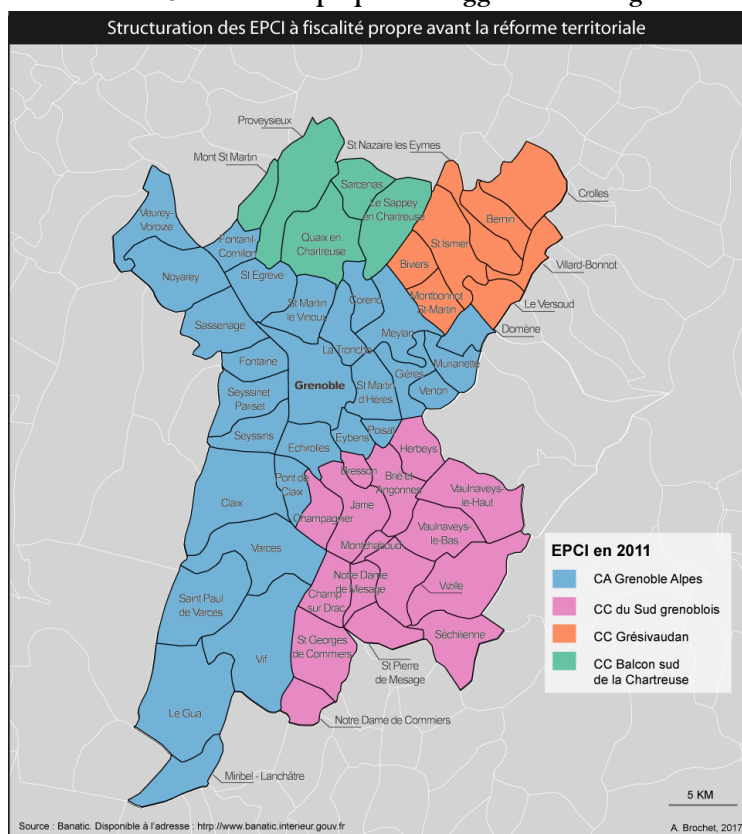 Structuration des EPCI à fiscalité propre avant la réforme territoriale
Proveysieux
St Nazaire les Eymes
Mont St Martin
Crolles
Sarcenas
Le Sappey
en Chartreuse
Bernin
Veurey-
Voroize
Quaix en
Chartreuse
St Ismier
Fontanil-
Cornillon
Biviers
Villard-Bonnot
Noyarey
St Egreve
Montbonnot
St-Martin
Le Versoud
St Martin
le Vinoux
Corenc
Domène
Sassenage
Meylan
La Tronche
Murianette
Fontaine
Gières
Grenoble
St Martin
d'Hères
Venon
Seyssinet
Pariset
Seyssins
Eybens
Poisat
Echirolles
Herbeys
Bresson
Brie et
Angonnes
Pont de
Claix
Vaulnaveys-
le-Haut
Claix
Champagnier
Jarrie
Vaulnaveys-
le-Bas
Varces
Montchaboud
Notre Dame
de Mesage
Vizille
Saint Paul
de Varces
Champ
sur Drac
St Georges
de Commiers
Séchilienne
Vif
St Pierre
de Mesage
Le Gua
Notre Dame de Commiers
Miribel - Lanchâtre
EPCI en 2011
CA Grenoble Alpes
CC du Sud grenoblois
CC Grésivaudan
CC Balcon sud
de la Chartreuse
5 KM
Source : Banatic. Disponible à l'adresse : http://www.banatic.interieur.gouv.fr
A. Brochet, 2017